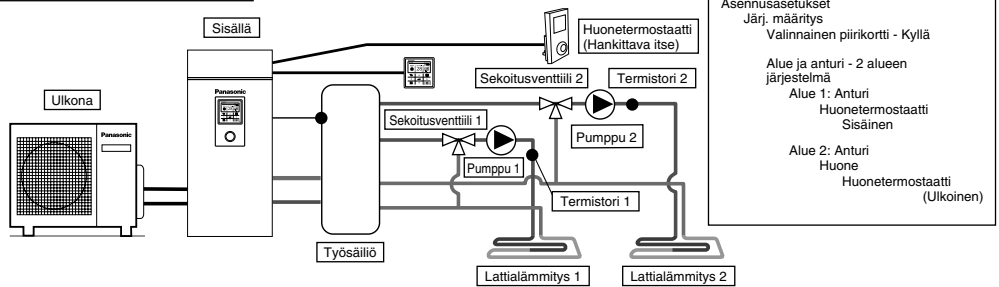 Sisällä
Huonetermostaatti
(Hankittava itse)
Ulkona
Panasonic
Panasonic
Sekoitusventtiili 2
Termistori 2
Sekoitusventtiili 1
Pumppu 2
Pumppu 1
Termistori 1
Työsäiliö
Lattialämmitys 1
Lattialämmitys 2
Asennusasetukset
Järj. määritys
Valinnainen piirikortti - Kyllä
Alue ja anturi - 2 alueen
järjestelmä
Alue 1: Anturi
Huonetermostaatti
Sisäinen
Alue 2: Anturi
Huone
Huonetermostaatti
(Ulkoinen)